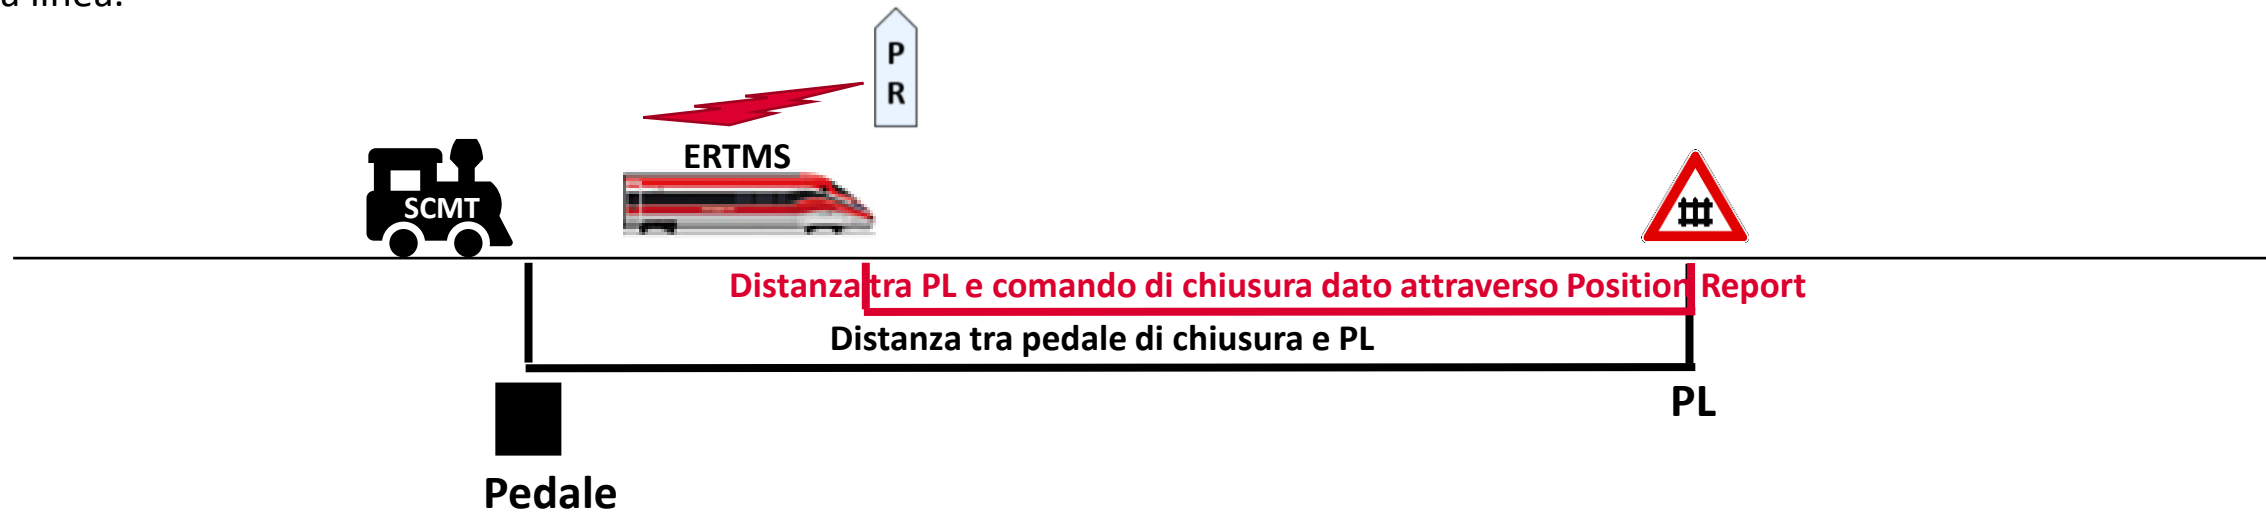 a linea.
P
R
ERTMS
SCMT
Distanza tra PL e comando di chiusura dato attraverso Position Report
Distanza tra pedale di chiusura e PL
PL
Pedale